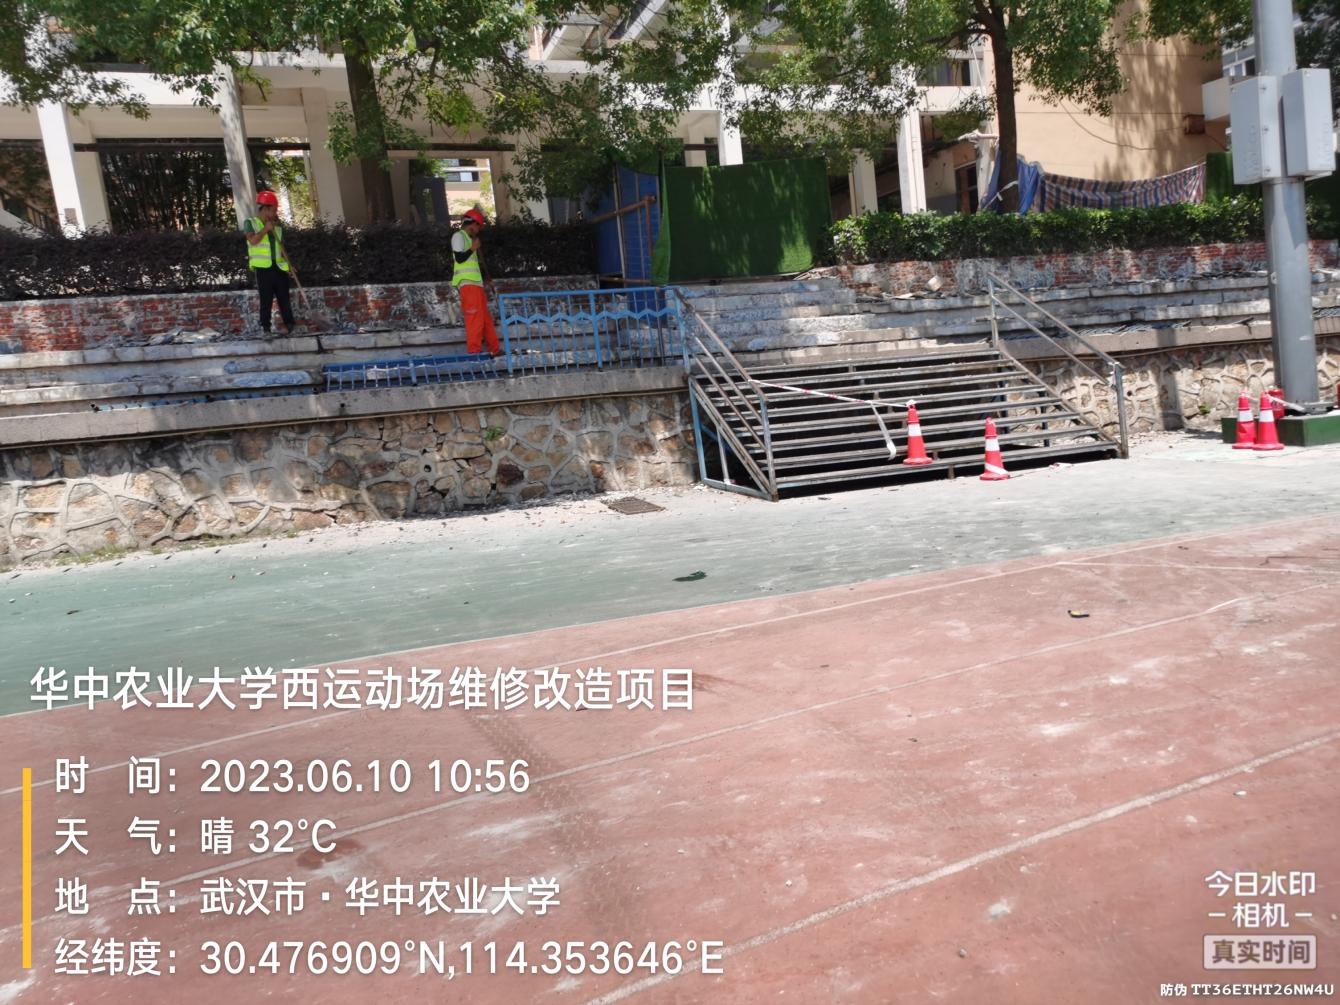 华中农业大学西运动场维修改造项目
时 间：2023.06.10 10:56
天 气：晴 32°C
地 点：武汉市·华中农业大学
经纬度：30.476909°N,114.353646°E
今日水印
-相机-
真实时间
防伪 TT36ETHT26NW4U